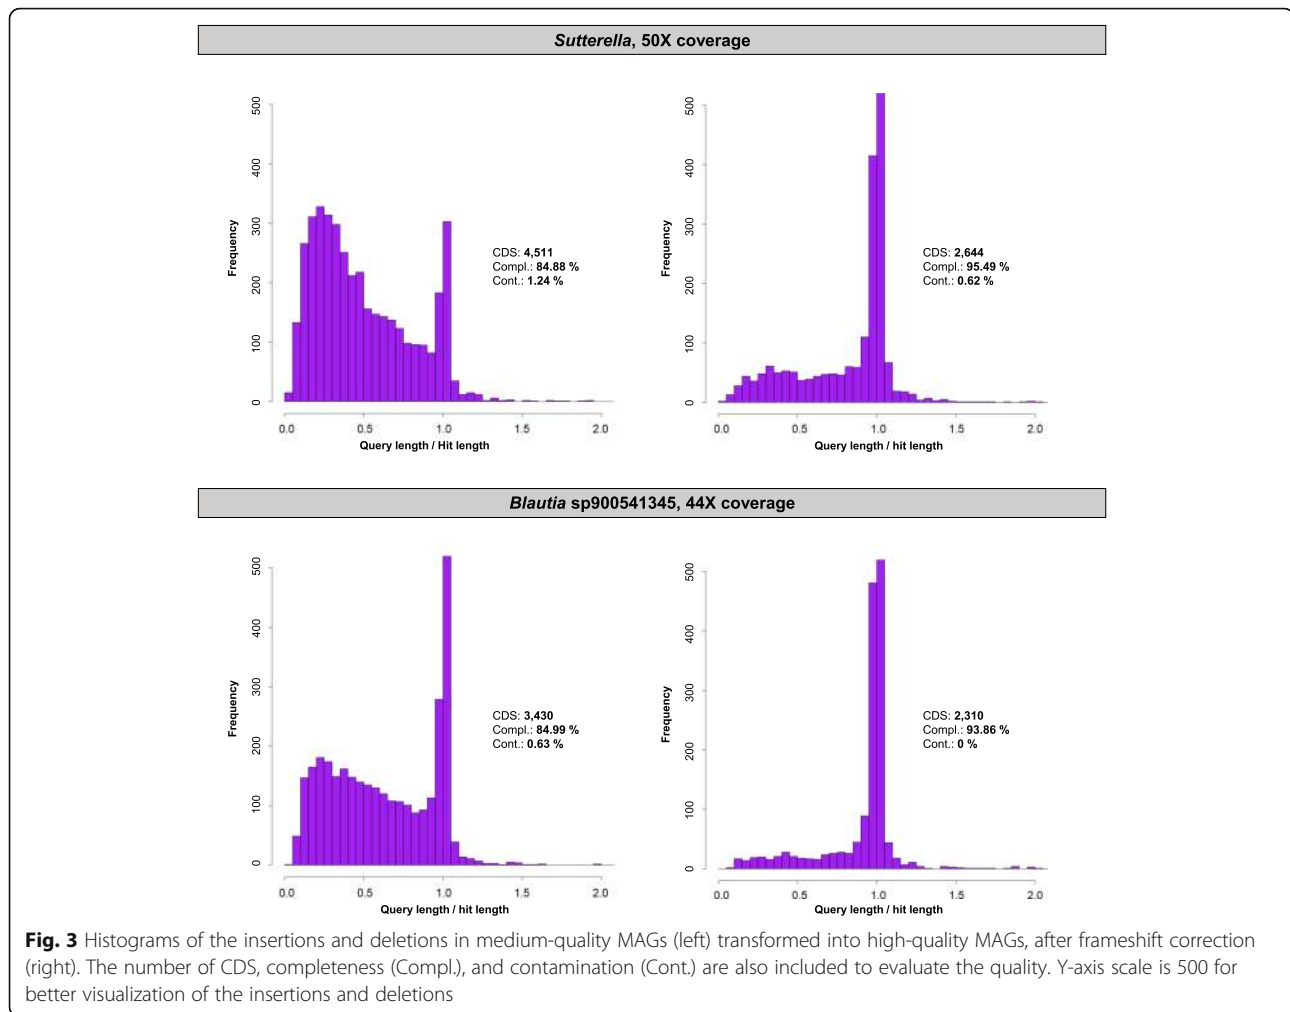 Sutterella, 50X coverage
500
400
300
200
100
0
Frequency
0.0 0.5 1.0 1.5 2.0
Query length / Hit length
CDS: 4,511
Compl.: 84.88 %
Cont.: 1.24 %
500
400
300
200
100
0
Frequency
0.0 0.5 1.0 1.5 2.0
Query length / hit length
CDS: 2,644
Compl.: 95.49 %
Cont.: 0.62 %
Blautia sp900541345, 44X coverage
500
400
300
200
100
0
Frequency
0.0 0.5 1.0 1.5 2.0
Query length / hit length
CDS: 3,430
Compl.: 84.99 %
Cont.: 0.63 %
500
400
300
200
100
0
Frequency
0.0 0.5 1.0 1.5 2.0
Query length / hit length
CDS: 2,310
Compl.: 93.86 %
Cont.: 0 %
Fig. 3 Histograms of the insertions and deletions in medium-quality MAGs (left) transformed into high-quality MAGs, after frameshift correction
(right). The number of CDS, completeness (Compl.), and contamination (Cont.) are also included to evaluate the quality. Y-axis scale is 500 for
better visualization of the insertions and deletions